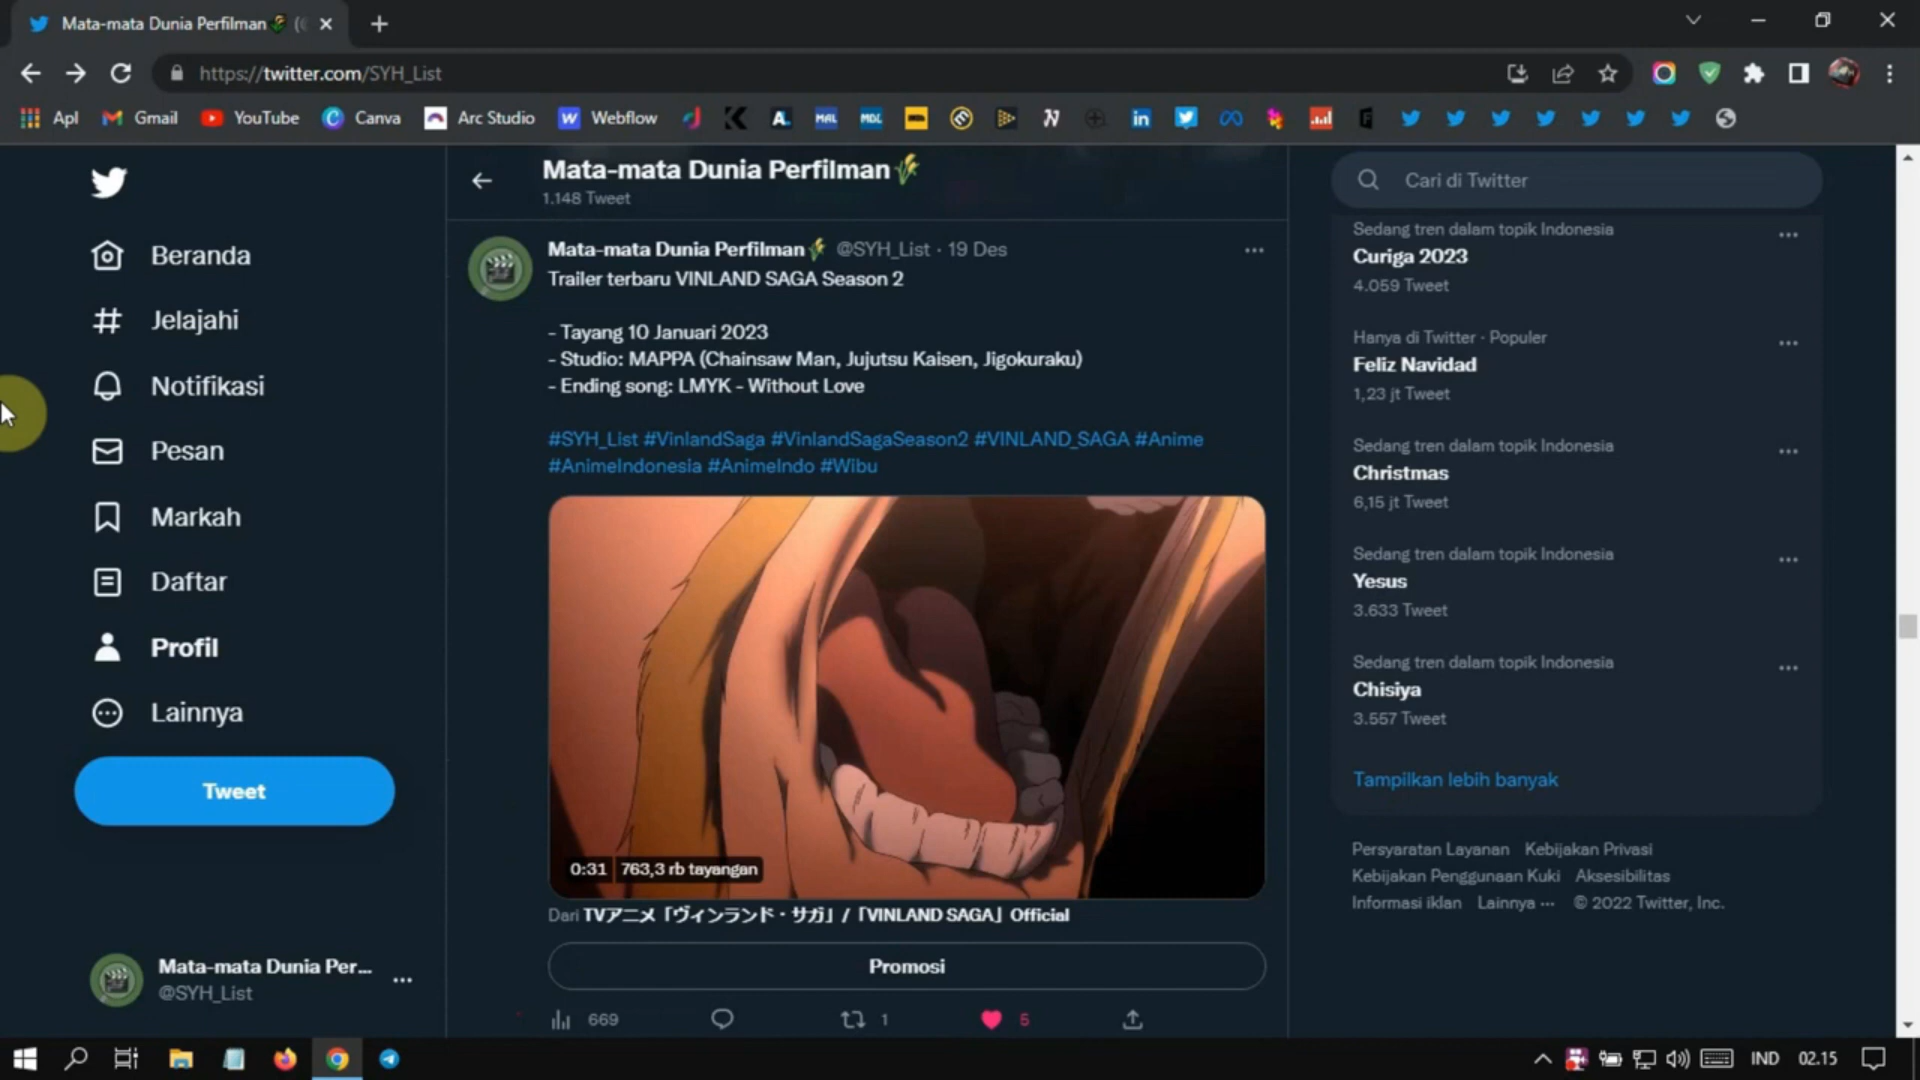 Mata-mata Dunia Perfilman
https://twitter.com/SYH_List
Apl
Gmail
YouTube
Canva
Arc Studio
Webflow
Mata-mata Dunia Perfilman
1.148 Tweet
Cari di Twitter
Beranda
Jelajahi
Notifikasi
Pesan
Markah
Daftar
Profil
Lainnya
Tweet
Mata-mata Dunia Per...
@SYH_List
Mata-mata Dunia Perfilman @SYH_List · 19 Des
Trailer terbaru VINLAND SAGA Season 2
- Tayang 10 Januari 2023
- Studio: MAPPA (Chainsaw Man, Jujutsu Kaisen, Jigokuraku)
- Ending song: LMYK - Without Love
#SYH_List #VinlandSaga #VinlandSagaSeason2 #VINLAND_SAGA #Anime
#AnimeIndonesia #AnimeIndo #Wibu
0:31 763,3 rb tayangan
Dari TVアニメ「ヴィンランド・サガ」/「VINLAND SAGA」Official
Promosi
669
1
5
Sedang tren dalam topik Indonesia
Curiga 2023
4.059 Tweet
Hanya di Twitter · Populer
Feliz Navidad
1,23 jt Tweet
Sedang tren dalam topik Indonesia
Christmas
6,15 jt Tweet
Sedang tren dalam topik Indonesia
Yesus
3.633 Tweet
Sedang tren dalam topik Indonesia
Chisiya
3.557 Tweet
Tampilkan lebih banyak
Persyaratan Layanan Kebijakan Privasi
Kebijakan Penggunaan Kuki Aksesibilitas
Informasi iklan Lainnya ··· © 2022 Twitter, Inc.
IND 02.15